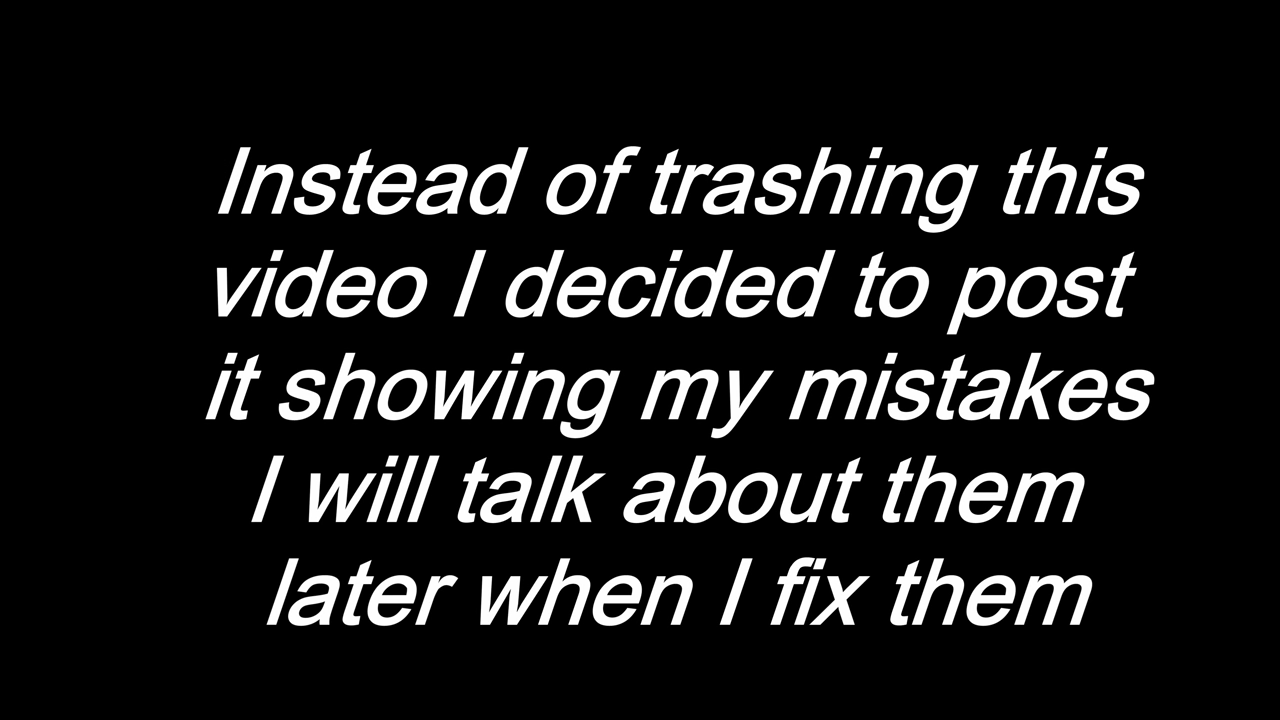 Instead of trashing this
video I decided to post
it showing my mistakes
I will talk about them
later when I fix them